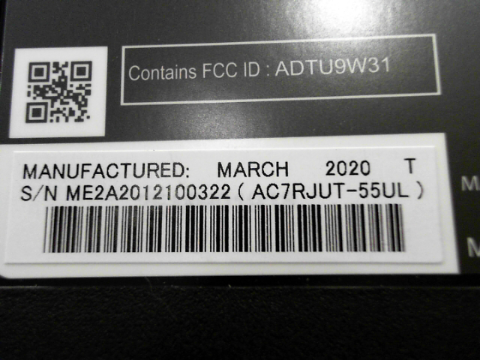 Contains FCC ID : ADTU9W31
MANUFACTURED: MARCH 2020 T
S/N ME2A2012100322 ( AC7RJUT-55UL )